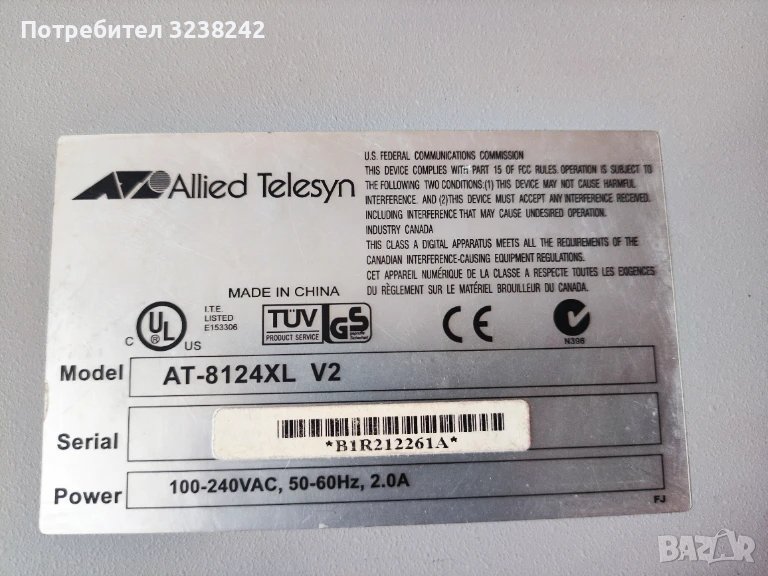 Потребител 3238242
Allied Telesyn
U.S. FEDERAL COMMUNICATIONS COMMISSION
THIS DEVICE COMPLIES WITH PART 15 OF FCC RULES. OPERATION IS SUBJECT TO
THE FOLLOWING TWO CONDITIONS:(1) THIS DEVICE MAY NOT CAUSE HARMFUL
INTERFERENCE. AND (2)THIS DEVICE MUST ACCEPT ANY INTERFERENCE RECEIVED.
INCLUDING INTERFERENCE THAT MAY CAUSE UNDESIRED OPERATION.
INDUSTRY CANADA
THIS CLASS A DIGITAL APPARATUS MEETS ALL THE REQUIREMENTS OF THE
CANADIAN INTERFERENCE-CAUSING EQUIPMENT REGULATIONS.
CET APPAREIL NUMÉRIQUE DE LA CLASSE A RESPECTE TOUTES LES EXIGENCES
DU RÈGLEMENT SUR LE MATÉRIEL BROUILLEUR DU CANADA.
MADE IN CHINA
C UL US
I.T.E.
LISTED
E153306
TÜV
PRODUCT SERVICE
GS
geprüfte
Sicherheit
CE
N396
Model AT-8124XL V2
Serial *B1R212261A*
Power 100-240VAC, 50-60Hz, 2.0A
FJ
BAZAR